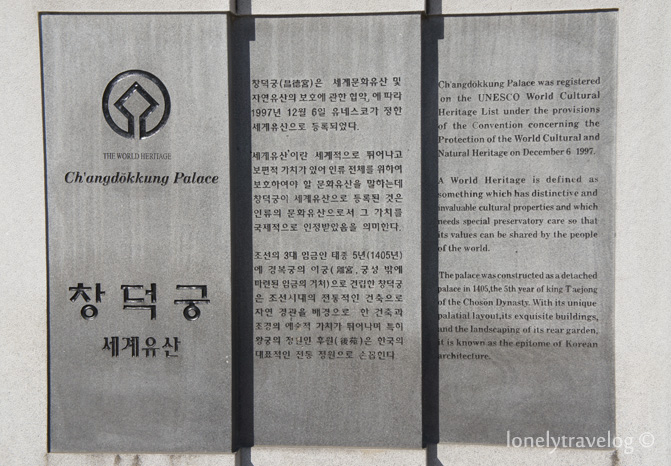 THE WORLD HERITAGE
Ch'angdŏkkung Palace
창덕궁
세계유산
창덕궁(昌德宮)은 세계문화유산 및
자연유산의 보호에 관한 협약에 따라
1997년 12월 6일 유네스코가 정한
세계유산으로 등록되었다.
세계유산이란 세계적으로 뛰어나고
보편적 가치가 있어 인류 전체를 위하여
보호하여야 할 문화유산을 말하는데
창덕궁이 세계유산으로 등록된 것은
인류의 문화유산으로서 그 가치를
국제적으로 인정받았음을 의미한다.
조선의 3대 임금인 태종 5년(1405년)
에 경복궁의 이궁(離宮, 궁성 밖에
마련된 임금의 거처)으로 건립한 창덕궁
은 조선시대의 전통적인 건축으로
자연 경관을 배경으로 한 건축과
조경의 예술적 가치가 뛰어나며 특히
왕궁의 정원인 후원(後苑)은 한국의
대표적인 전통 정원으로 손꼽힌다.
Ch'angdŏkkung Palace was registered
on the UNESCO World Cultural
Heritage List under the provisions
of the Convention concerning the
Protection of the World Cultural and
Natural Heritage on December 6 1997.
A World Heritage is defined as
something which has distinctive and
invaluable cultural properties and which
needs special preservatory care so that
its values can be shared by the people
of the world.
The palace was constructed as a detached
palace in 1405,the 5th year of king T'aejong
of the Chosŏn Dynasty. With its unique
palatial layout,its exquisite buildings,
and the landscaping of its rear garden,
it is known as the epitome of Korean
architecture.
lonelytravelog ©